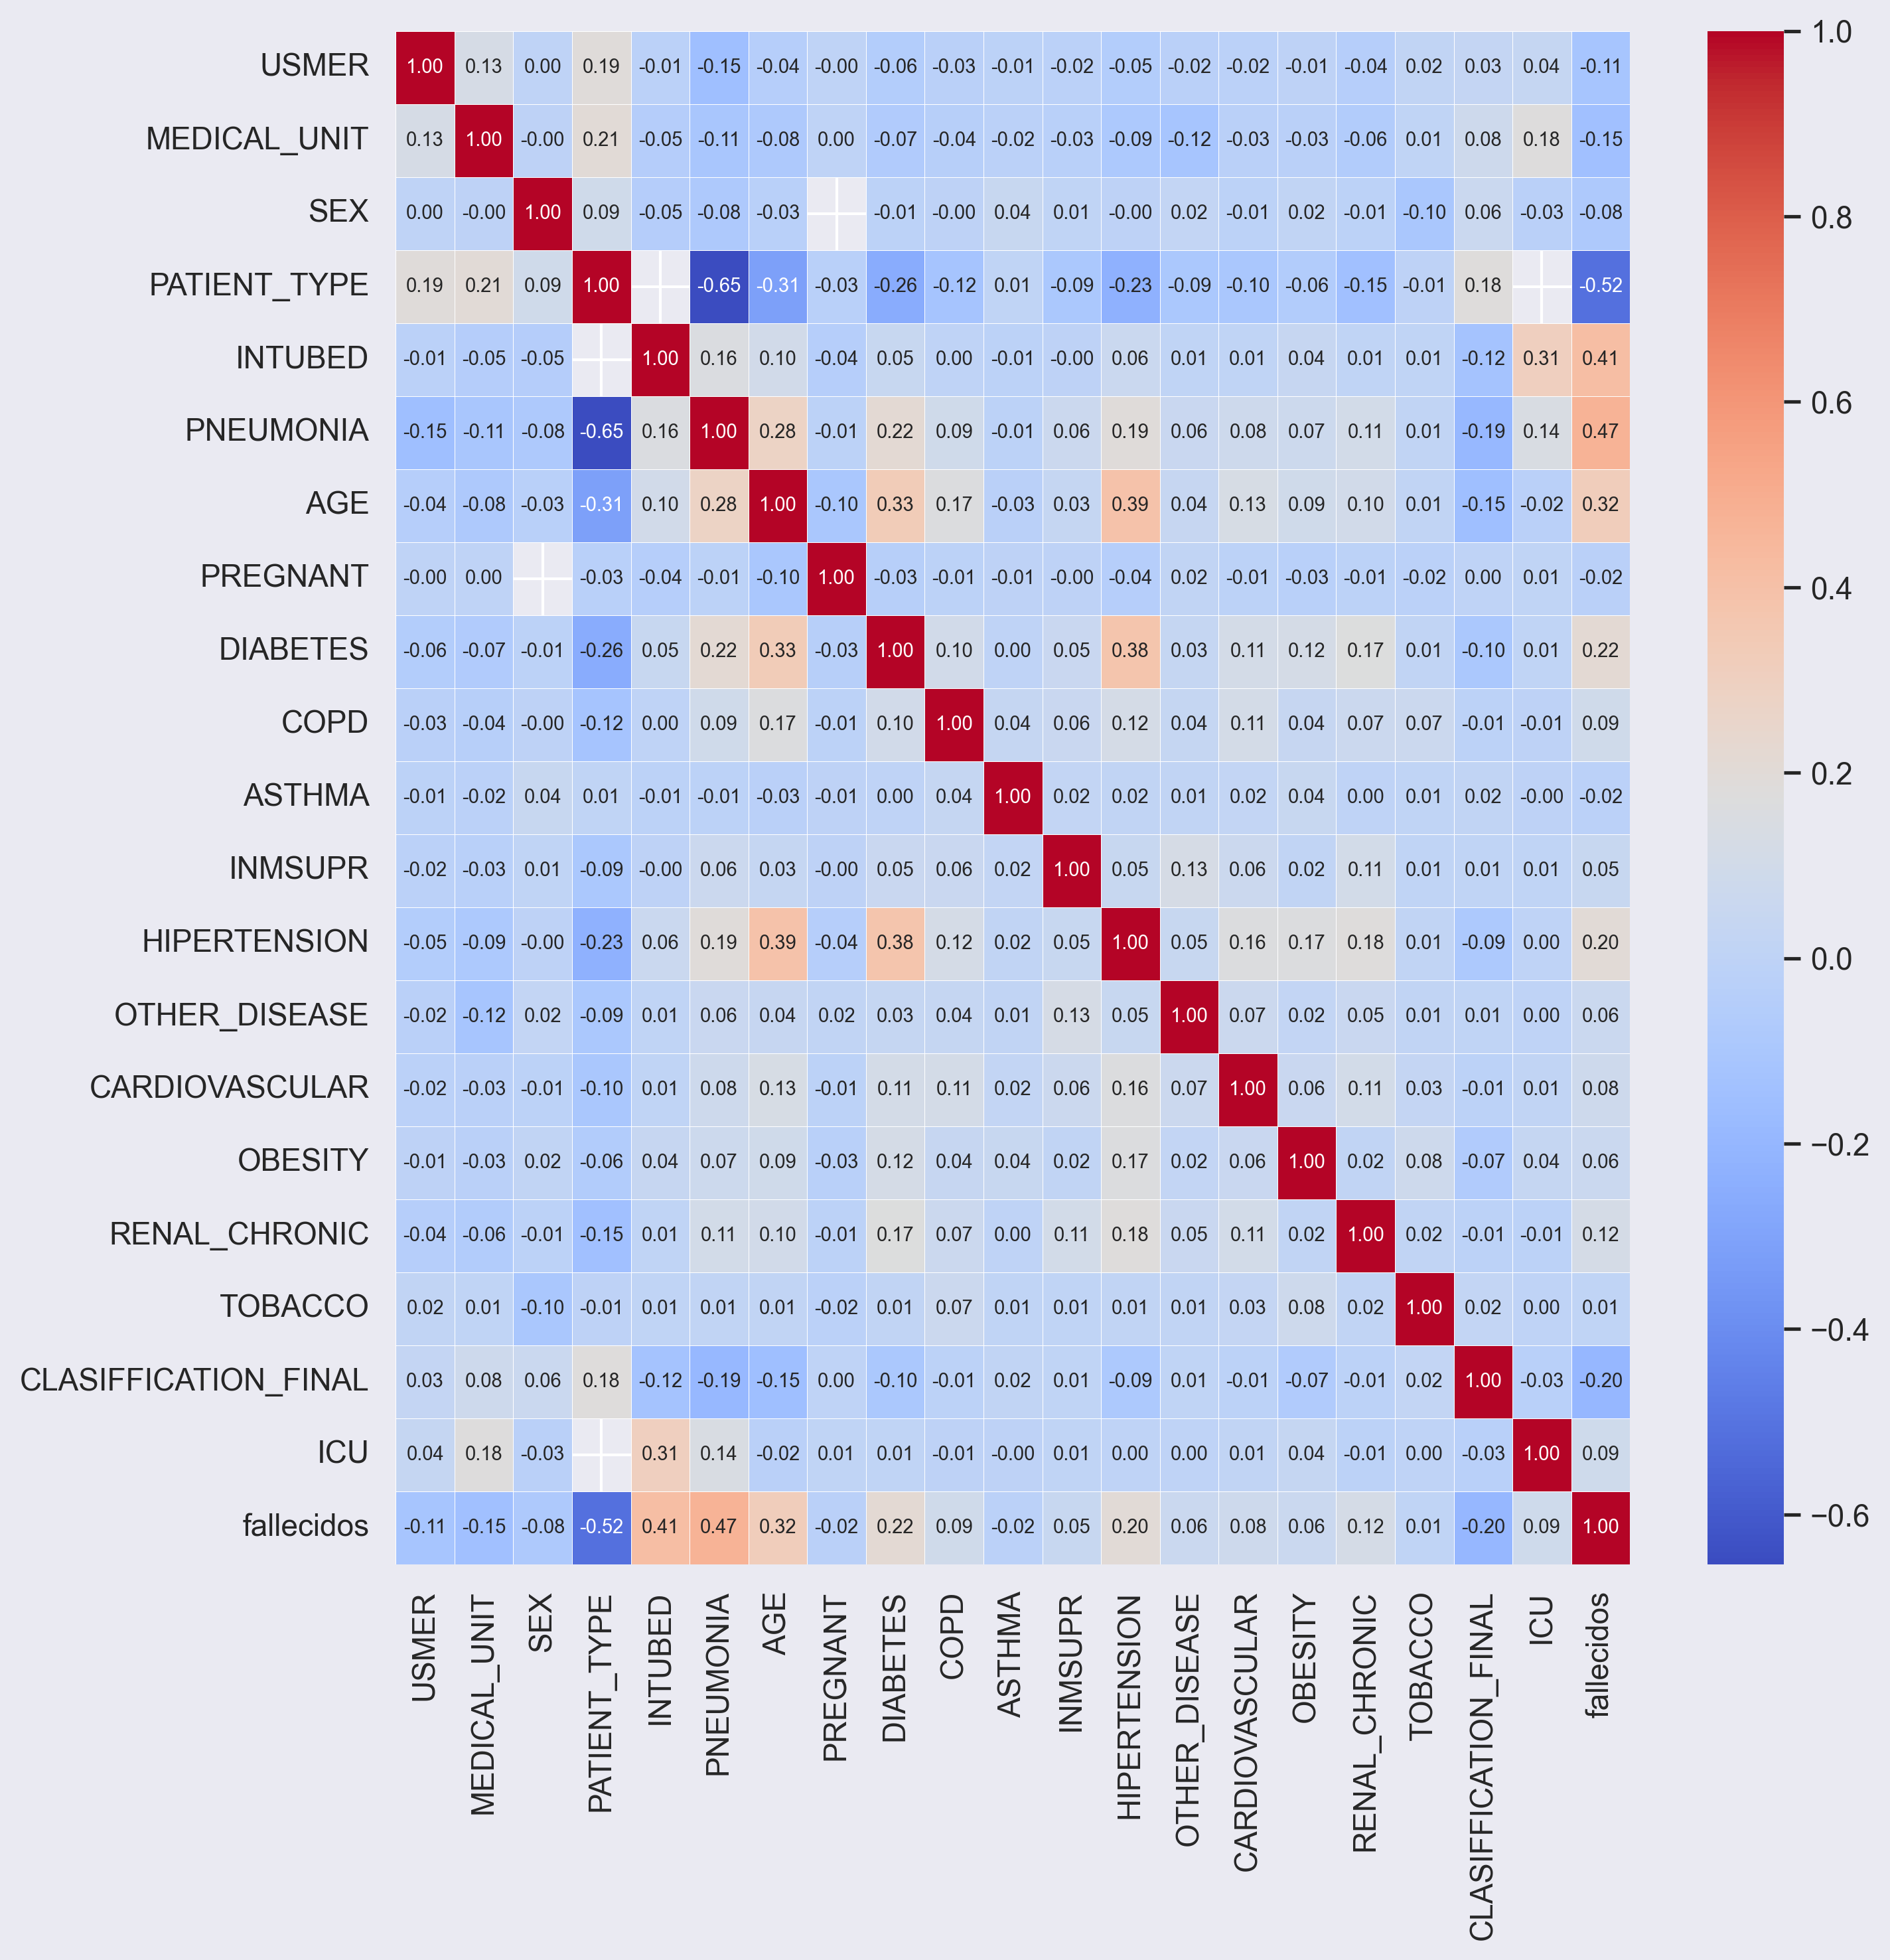 USMER 1.00 0.13 0.00 0.19 -0.01 -0.15 -0.04 -0.00 -0.06 -0.03 -0.01 -0.02 -0.05 -0.02 -0.02 -0.01 -0.04 0.02 0.03 0.04 -0.11
MEDICAL_UNIT 0.13 1.00 -0.00 0.21 -0.05 -0.11 -0.08 0.00 -0.07 -0.04 -0.02 -0.03 -0.09 -0.12 -0.03 -0.03 -0.06 0.01 0.08 0.18 -0.15
SEX 0.00 -0.00 1.00 0.09 -0.05 -0.08 -0.03 -0.01 -0.00 0.04 0.01 -0.00 0.02 -0.01 0.02 -0.01 -0.10 0.06 -0.03 -0.08
PATIENT_TYPE 0.19 0.21 0.09 1.00 -0.65 -0.31 -0.03 -0.26 -0.12 0.01 -0.09 -0.23 -0.09 -0.10 -0.06 -0.15 -0.01 0.18 -0.52
INTUBED -0.01 -0.05 -0.05 1.00 0.16 0.10 -0.04 0.05 0.00 -0.01 -0.00 0.06 0.01 0.01 0.04 0.01 0.01 -0.12 0.31 0.41
PNEUMONIA -0.15 -0.11 -0.08 -0.65 0.16 1.00 0.28 -0.01 0.22 0.09 -0.01 0.06 0.19 0.06 0.08 0.07 0.11 0.01 -0.19 0.14 0.47
AGE -0.04 -0.08 -0.03 -0.31 0.10 0.28 1.00 -0.10 0.33 0.17 -0.03 0.03 0.39 0.04 0.13 0.09 0.10 0.01 -0.15 -0.02 0.32
PREGNANT -0.00 0.00 -0.03 -0.04 -0.01 -0.10 1.00 -0.03 -0.01 -0.01 -0.00 -0.04 0.02 -0.01 -0.03 -0.01 -0.02 0.00 0.01 -0.02
DIABETES -0.06 -0.07 -0.01 -0.26 0.05 0.22 0.33 -0.03 1.00 0.10 0.00 0.05 0.38 0.03 0.11 0.12 0.17 0.01 -0.10 0.01 0.22
COPD -0.03 -0.04 -0.00 -0.12 0.00 0.09 0.17 -0.01 0.10 1.00 0.04 0.06 0.12 0.04 0.11 0.04 0.07 0.07 -0.01 -0.01 0.09
ASTHMA -0.01 -0.02 0.04 0.01 -0.01 -0.01 -0.03 -0.01 0.00 0.04 1.00 0.02 0.02 0.01 0.02 0.04 0.00 0.01 0.02 -0.00 -0.02
INMSUPR -0.02 -0.03 0.01 -0.09 -0.00 0.06 0.03 -0.00 0.05 0.06 0.02 1.00 0.05 0.13 0.06 0.02 0.11 0.01 0.01 0.01 0.05
HIPERTENSION -0.05 -0.09 -0.00 -0.23 0.06 0.19 0.39 -0.04 0.38 0.12 0.02 0.05 1.00 0.05 0.16 0.17 0.18 0.01 -0.09 0.00 0.20
OTHER_DISEASE -0.02 -0.12 0.02 -0.09 0.01 0.06 0.04 0.02 0.03 0.04 0.01 0.13 0.05 1.00 0.07 0.02 0.05 0.01 0.01 0.00 0.06
CARDIOVASCULAR -0.02 -0.03 -0.01 -0.10 0.01 0.08 0.13 -0.01 0.11 0.11 0.02 0.06 0.16 0.07 1.00 0.06 0.11 0.03 -0.01 0.01 0.08
OBESITY -0.01 -0.03 0.02 -0.06 0.04 0.07 0.09 -0.03 0.12 0.04 0.04 0.02 0.17 0.02 0.06 1.00 0.02 0.08 -0.07 0.04 0.06
RENAL_CHRONIC -0.04 -0.06 -0.01 -0.15 0.01 0.11 0.10 -0.01 0.17 0.07 0.00 0.11 0.18 0.05 0.11 0.02 1.00 0.02 -0.01 -0.01 0.12
TOBACCO 0.02 0.01 -0.10 -0.01 0.01 0.01 0.01 -0.02 0.01 0.07 0.01 0.01 0.01 0.01 0.03 0.08 0.02 1.00 0.02 0.00 0.01
CLASIFFICATION_FINAL 0.03 0.08 0.06 0.18 -0.12 -0.19 -0.15 0.00 -0.10 -0.01 0.02 0.01 -0.09 0.01 -0.01 -0.07 -0.01 0.02 1.00 -0.03 -0.20
ICU 0.04 0.18 -0.03 0.31 0.14 -0.02 0.01 0.01 -0.01 -0.00 0.01 0.00 0.00 0.01 0.04 -0.01 0.00 -0.03 1.00 0.09
fallecidos -0.11 -0.15 -0.08 -0.52 0.41 0.47 0.32 -0.02 0.22 0.09 -0.02 0.05 0.20 0.06 0.08 0.06 0.12 0.01 -0.20 0.09 1.00
USMER
MEDICAL_UNIT
SEX
PATIENT_TYPE
INTUBED
PNEUMONIA
AGE
PREGNANT
DIABETES
COPD
ASTHMA
INMSUPR
HIPERTENSION
OTHER_DISEASE
CARDIOVASCULAR
OBESITY
RENAL_CHRONIC
TOBACCO
CLASIFFICATION_FINAL
ICU
fallecidos
1.0
0.8
0.6
0.4
0.2
0.0
−0.2
−0.4
−0.6